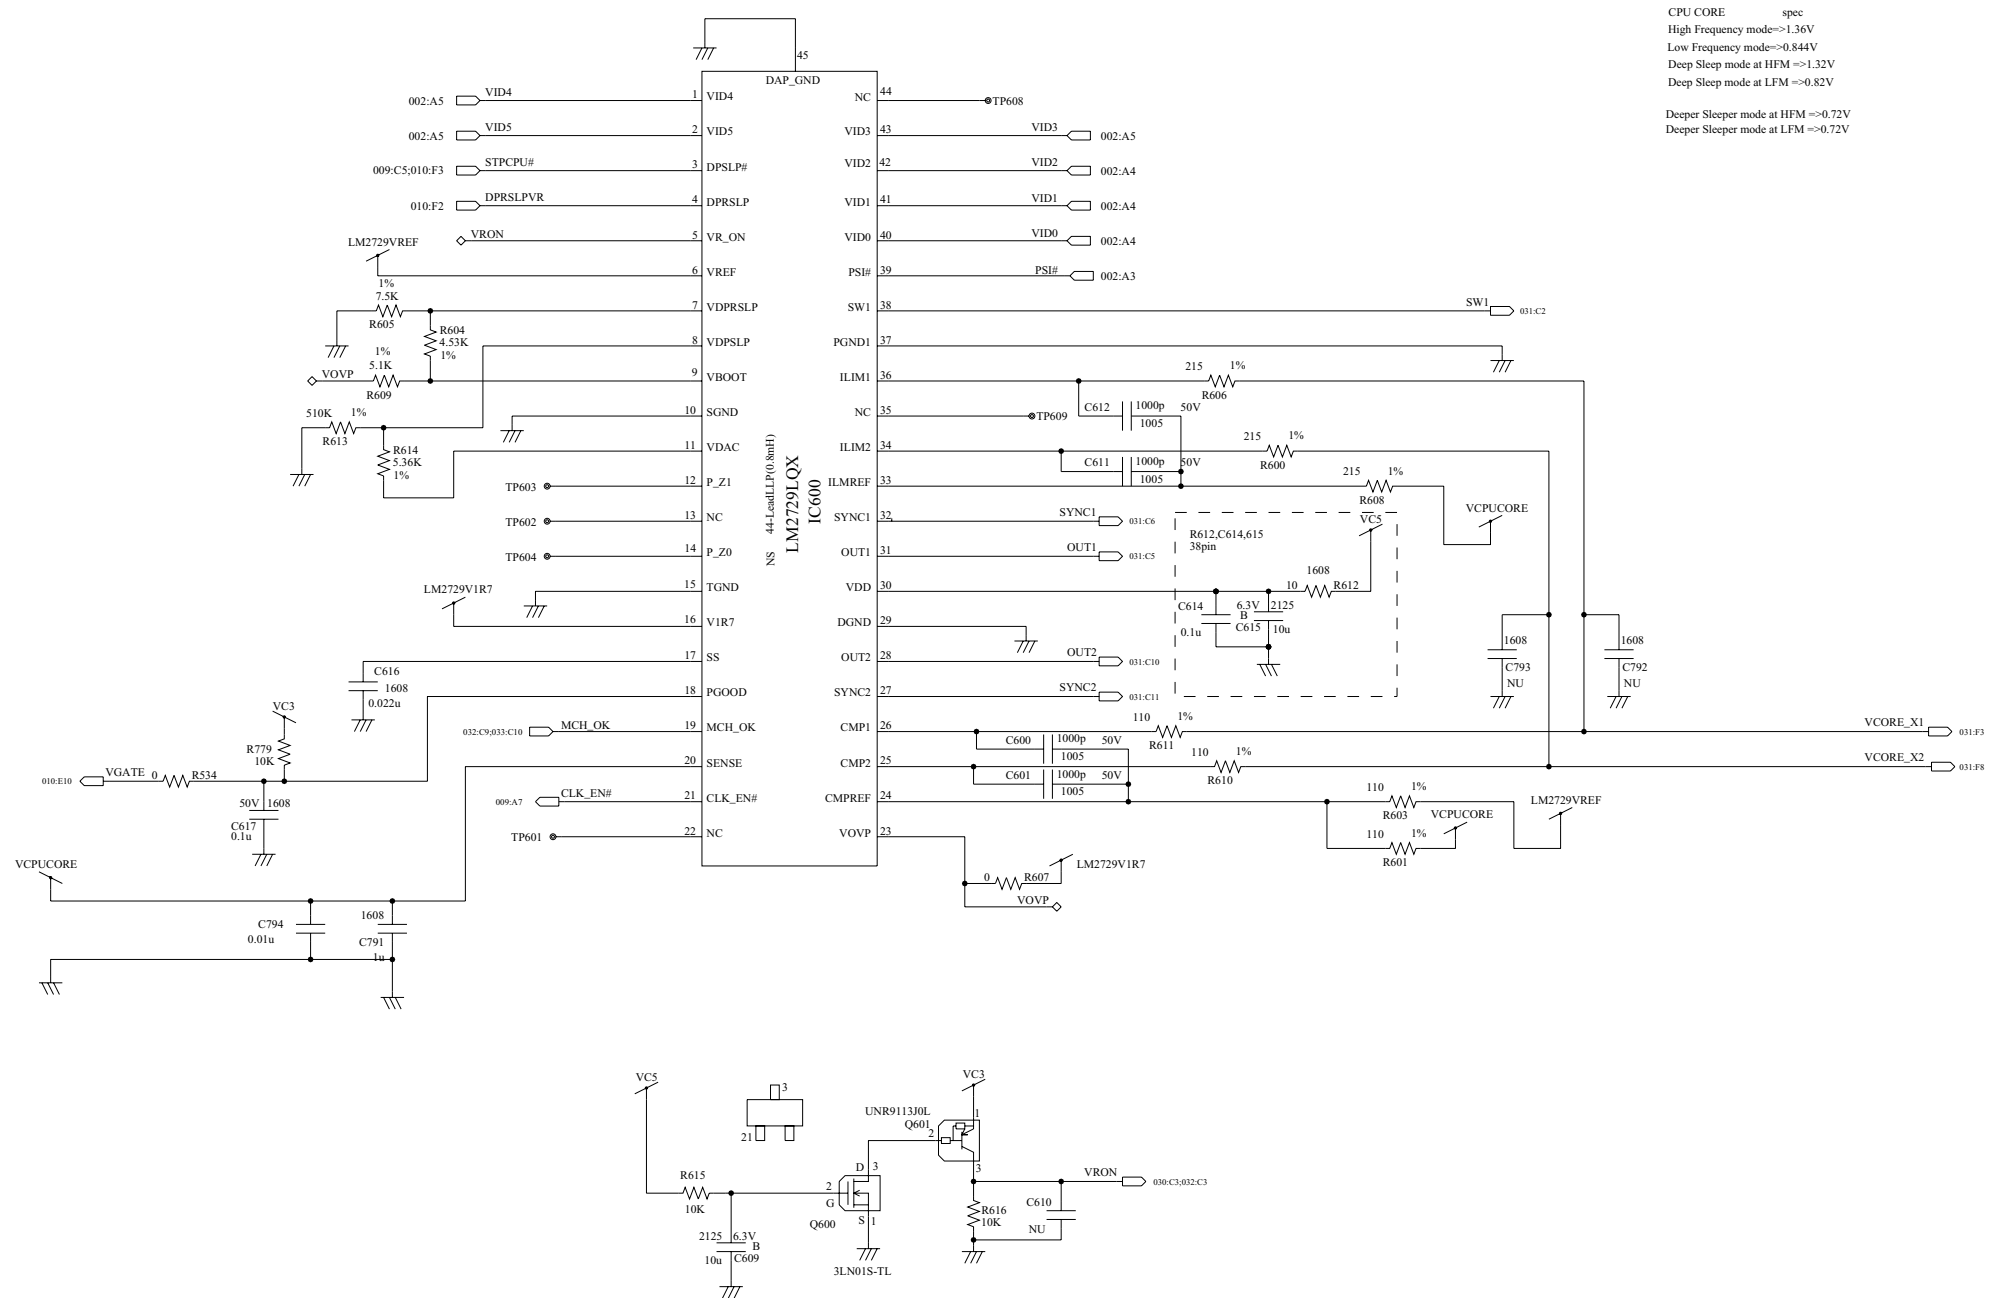 CPU CORE spec
High Frequency mode=>1.36V
Low Frequency mode=>0.844V
Deep Sleep mode at HFM =>1.32V
Deep Sleep mode at LFM =>0.82V
Deeper Sleeper mode at HFM =>0.72V
Deeper Sleeper mode at LFM =>0.72V
45
DAP_GND
002:A5 VID4 1 VID4
002:A5 VID5 2 VID5
009:C5;010:F3 STPCPU# 3 DPSLP#
010:F2 DPRSLPVR 4 DPRSLP
VRON 5 VR_ON
LM2729VREF
6 VREF
1%
7.5K
R605
7 VDPRSLP
R604
4.53K
1%
8 VDPSLP
1%
5.1K
VOVP
R609
9 VBOOT
10 SGND
510K 1%
R613
R614
5.36K
1%
11 VDAC
TP603 12 P_Z1
TP602 13 NC
TP604 14 P_Z0
15 TGND
LM2729V1R7
16 V1R7
17 SS
C616
1608
0.022u
18 PGOOD
VC3
R779
10K
032:C9;033:C10 MCH_OK 19 MCH_OK
010:E10 VGATE 0 R534
50V 1608
C617
0.1u
20 SENSE
009:A7 CLK_EN# 21 CLK_EN#
TP601 22 NC
VCPUCORE
C794
0.01u
1608
C791
1u
NS 44-LeadLLP(0.8mH)
LM2729LQX
IC600
NC 44 TP608
VID3 43 VID3 002:A5
VID2 42 VID2 002:A4
VID1 41 VID1 002:A4
VID0 40 VID0 002:A4
PSI# 39 PSI# 002:A3
SW1 38 SW1 031:C2
PGND1 37
ILIM1 36
215 1%
R606
C612 1000p 50V
1005
NC 35 TP609
ILIM2 34
215 1%
R600
C611 1000p 50V
1005
ILMREF 33
215 1%
R608
VCPUCORE
SYNC1 32 SYNC1 031:C6
OUT1 31 OUT1 031:C5
R612,C614,615
38pin
VC5
VDD 30
1608
10 R612
C614
0.1u
6.3V 2125
B
C615 10u
DGND 29
OUT2 28 OUT2 031:C10
SYNC2 27 SYNC2 031:C11
1608
C793
NU
1608
C792
NU
CMP1 26
110 1%
R611
VCORE_X1 031:F3
C600 1000p 50V
1005
CMP2 25
110 1%
R610
VCORE_X2 031:F8
C601 1000p 50V
1005
CMPREF 24
110 1%
R603
LM2729VREF
VCPUCORE
110 1%
R601
VOVP 23
LM2729V1R7
0 R607
VOVP
VC5
3
21
R615
10K
2125 6.3V
B
10u C609
2
G
D 3
S 1
Q600
3LN01S-TL
VC3
UNR9113J0L
Q601
1
2
3
VRON 030:C3;032:C3
R616
10K
C610
NU